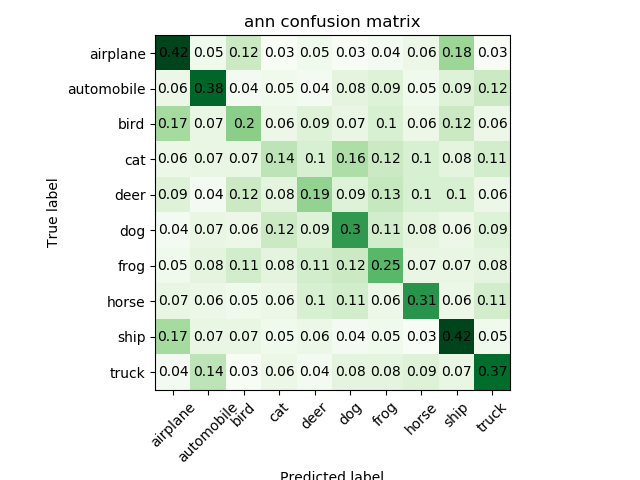 ann confusion matrix
airplane 0.42 0.05 0.12 0.03 0.05 0.03 0.04 0.06 0.18 0.03
automobile 0.06 0.38 0.04 0.05 0.04 0.08 0.09 0.05 0.09 0.12
bird 0.17 0.07 0.2 0.06 0.09 0.07 0.1 0.06 0.12 0.06
cat 0.06 0.07 0.07 0.14 0.1 0.16 0.12 0.1 0.08 0.11
deer 0.09 0.04 0.12 0.08 0.19 0.09 0.13 0.1 0.1 0.06
dog 0.04 0.07 0.06 0.12 0.09 0.3 0.11 0.08 0.06 0.09
frog 0.05 0.08 0.11 0.08 0.11 0.12 0.25 0.07 0.07 0.08
horse 0.07 0.06 0.05 0.06 0.1 0.11 0.06 0.31 0.06 0.11
ship 0.17 0.07 0.07 0.05 0.06 0.04 0.05 0.03 0.42 0.05
truck 0.04 0.14 0.03 0.06 0.04 0.08 0.08 0.09 0.07 0.37
True label
airplane automobile bird cat deer dog frog horse ship truck
Predicted label